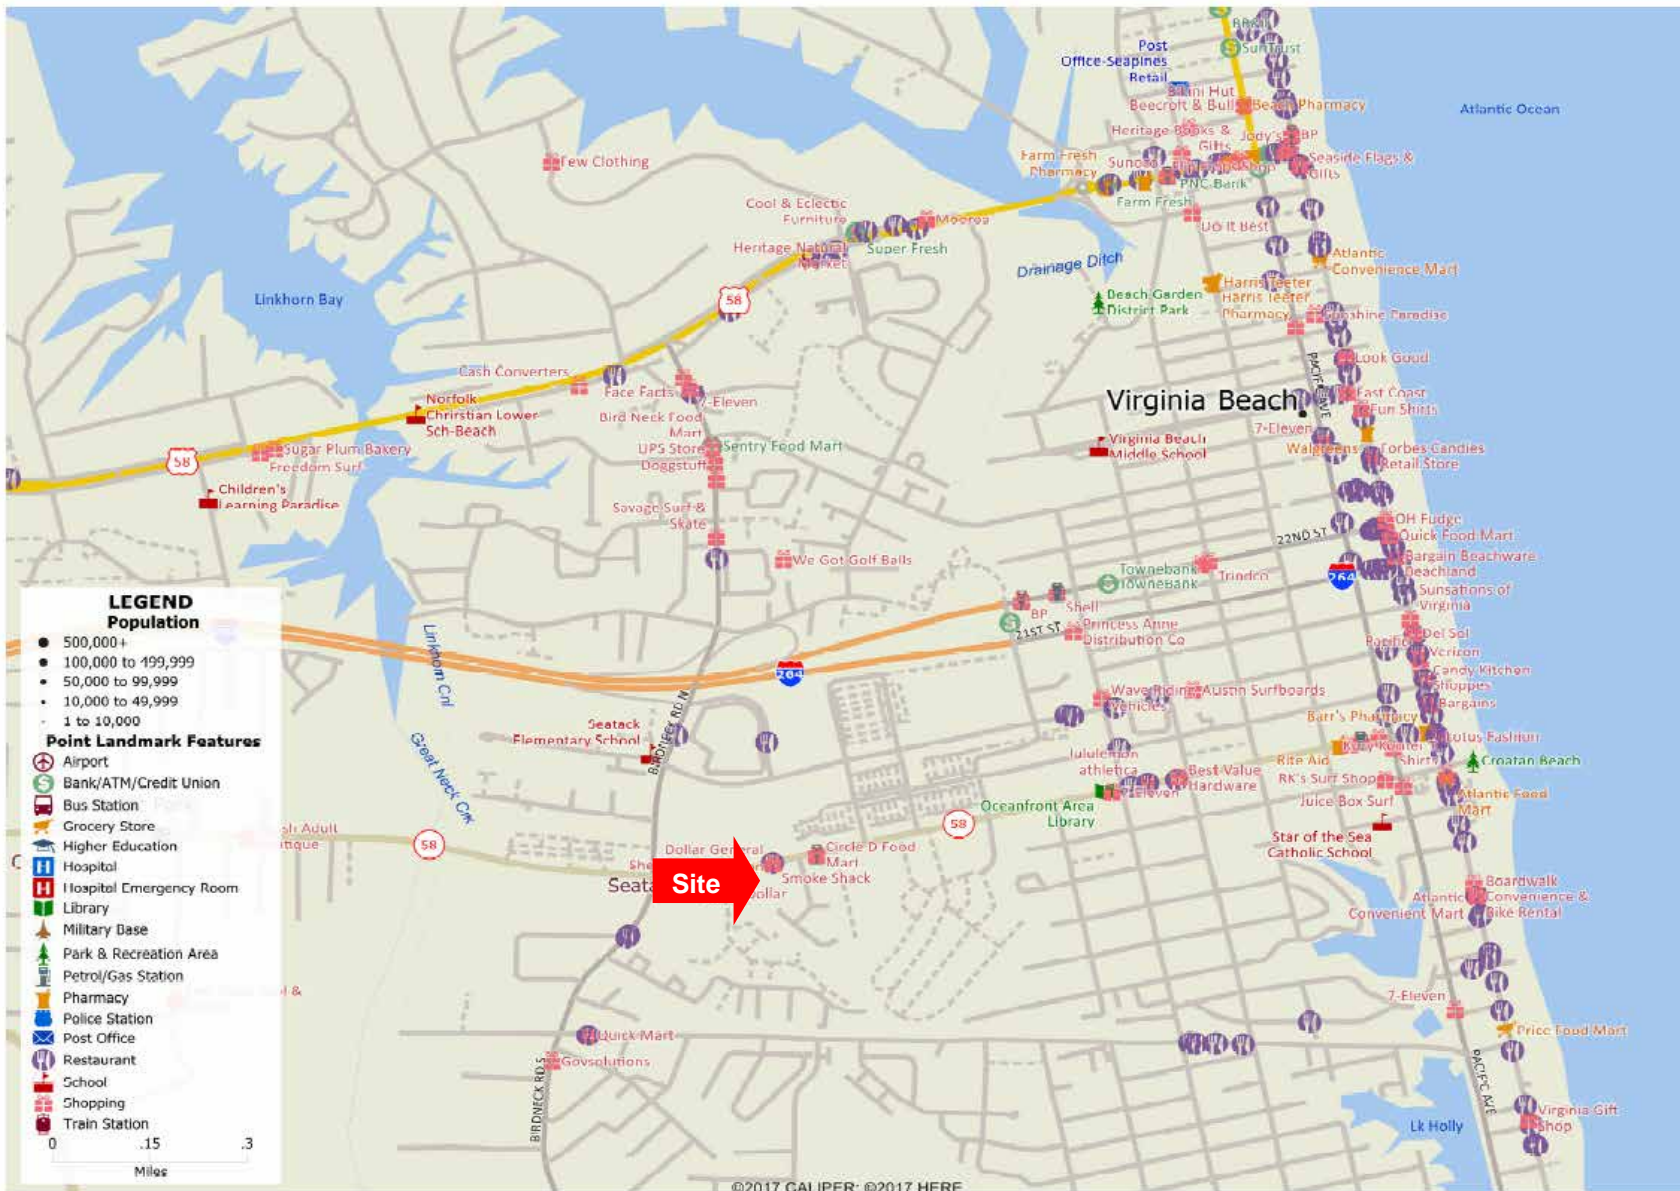 BB&T
SunTrust
Post
Office-Seapines
Retail
Bikini Hut
Beecroft & Bull
Beach Pharmacy
Atlantic Ocean
Heritage Books &
Gifts
Jody's
BP
Farm Fresh
Pharmacy
Sunoco
Seaside Flags &
Gifts
PNC Bank
Farm Fresh
Few Clothing
Cool & Eclectic
Furniture
Super Fresh
Heritage Natural
Market
Do It Best
Drainage Ditch
Atlantic
Convenience Mart
Linkhorn Bay
58
Beach Garden
District Park
Harris Teeter
Harris Teeter
Pharmacy
Sunshine Paradise
PACIFIC AVE
Look Good
Cash Converters
Face Facts
7-Eleven
Norfolk
Chrirstian Lower
Sch-Beach
Virginia Beach
East Coast
Fun Shirts
Bird Neck Food
Mart
7-Eleven
UPS Store
Doggstuff
Sentry Food Mart
Virginia Beach
Middle School
Walgreens
Forbes Candies
Retail Store
58
Sugar Plum Bakery
Freedom Surf
Children's
Learning Paradise
Savage Surf &
Skate
OH Fudge
Quick Food Mart
22ND ST
We Got Golf Balls
Bargain Beachware
Beachland
Townebank
TowneBank
Trindco
264
Sunsations of
Virginia
BP
Shell
21ST ST
Princess Anne
Distribution Co
Linkhorn Cnl
Del Sol
Pacific
Verizon
264
Candy Kitchen
Shoppes
Bargains
Wave Riding
Vehicles
Austin Surfboards
Barr's Pharmacy
Seatack
Elementary School
BIRDNECK RD N
Great Neck Crk
Lotus Fashion
lululemon
athletica
Rite Aid
Shirts
Croatan Beach
Best Value
Hardware
RK's Surf Shop
Juice Box Surf
Atlantic Food
Mart
Oceanfront Area
Library
58
58
Star of the Sea
Catholic School
Dollar General
Circle D Food
Mart
Smoke Shack
Site
Boardwalk
Convenience &
Bike Rental
Atlantic
Convenient Mart
7-Eleven
Price Food Mart
Quick Mart
Govsolutions
BIRDNECK RD S
PACIFIC AVE
Virginia Gift
Shop
Lk Holly
LEGEND
Population
500,000+
100,000 to 499,999
50,000 to 99,999
10,000 to 49,999
1 to 10,000
Point Landmark Features
Airport
Bank/ATM/Credit Union
Bus Station
Grocery Store
Higher Education
Hospital
Hospital Emergency Room
Library
Military Base
Park & Recreation Area
Petrol/Gas Station
Pharmacy
Police Station
Post Office
Restaurant
School
Shopping
Train Station
0 .15 .3
Miles
©2017 CALIPER; ©2017 HERE